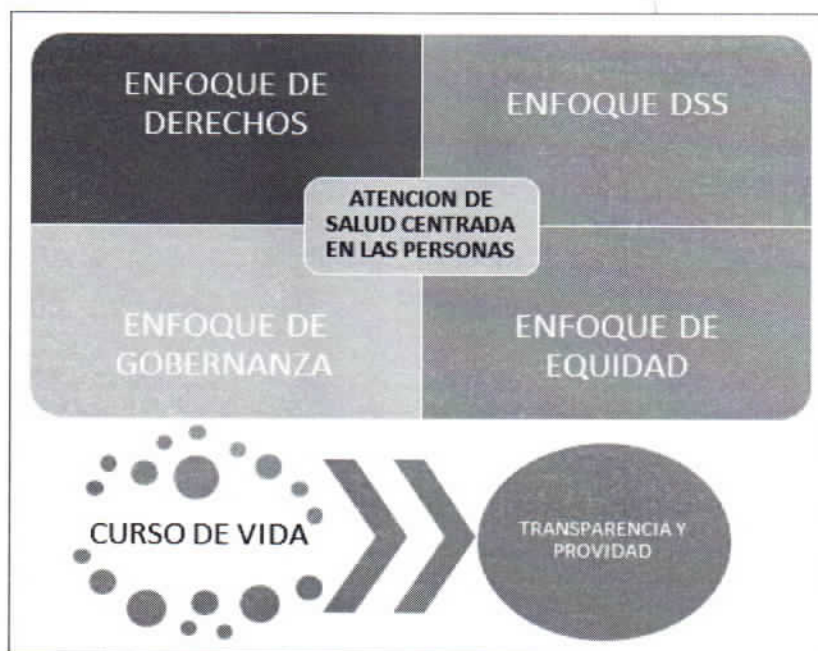 ENFOQUE DE
DERECHOS
ENFOQUE DSS
ATENCION DE
SALUD CENTRADA
EN LAS PERSONAS
ENFOQUE DE
GOBERNANZA
ENFOQUE DE
EQUIDAD
CURSO DE VIDA
TRANSPARENCIA Y
PROVIDAD